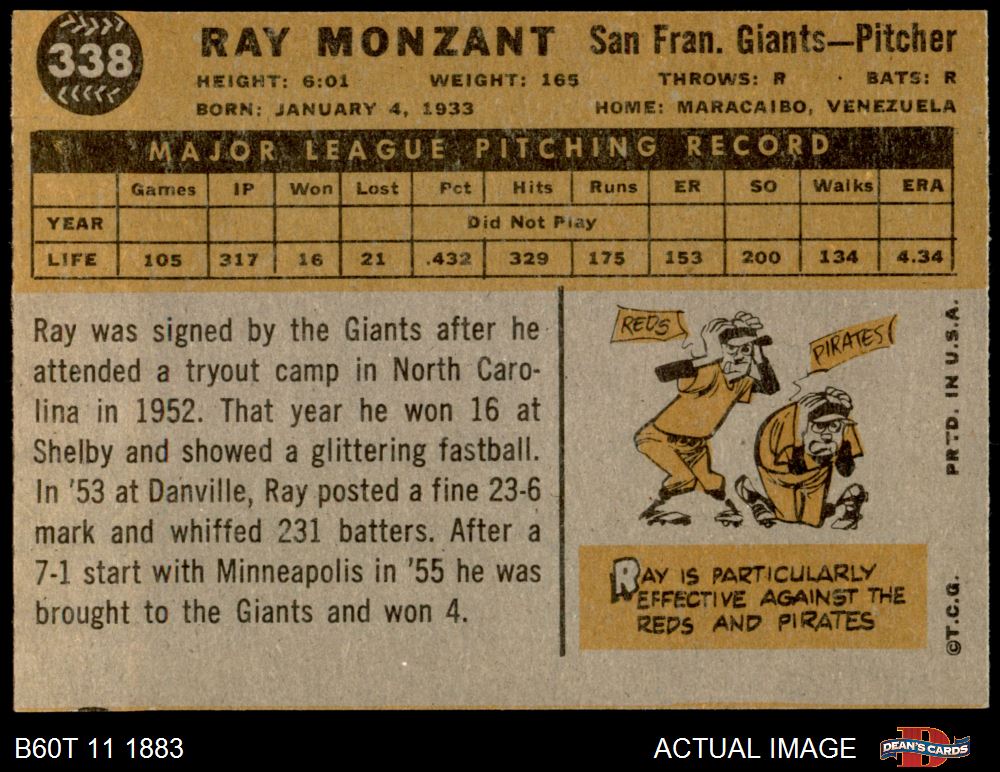 338
RAY MONZANT San Fran. Giants—Pitcher
HEIGHT: 6:01 WEIGHT: 165 THROWS: R · BATS: R
BORN: JANUARY 4, 1933 HOME: MARACAIBO, VENEZUELA
MAJOR LEAGUE PITCHING RECORD
Games IP Won Lost Pct Hits Runs ER SO Walks ERA
YEAR Did Not Play
LIFE 105 317 16 21 .432 329 175 153 200 134 4.34
Ray was signed by the Giants after he
attended a tryout camp in North Caro-
lina in 1952. That year he won 16 at
Shelby and showed a glittering fastball.
In '53 at Danville, Ray posted a fine 23-6
mark and whiffed 231 batters. After a
7-1 start with Minneapolis in '55 he was
brought to the Giants and won 4.
REDS
PIRATES
RAY IS PARTICULARLY
EFFECTIVE AGAINST THE
REDS AND PIRATES
©T.C.G. PRTD. IN U.S.A.
B60T 11 1883
ACTUAL IMAGE
DEAN'S CARDS